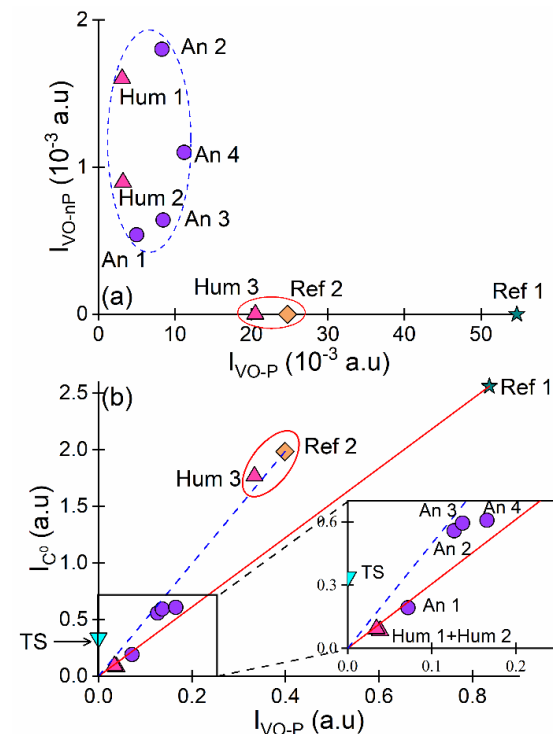 2
An 2
Hum 1
An 4
1
Hum 2
An 3
An 1
I_VO-nP (10⁻³ a.u)
(a)
Hum 3
Ref 2
Ref 1
0
0
10
20
30
40
50
I_VO-P (10⁻³ a.u)
(b)
2.5
Ref 1
Ref 2
2.0
Hum 3
1.5
I_C⁰ (a.u)
1.0
0.5
TS
0.0
0.0
0.2
0.4
0.6
0.8
I_VO-P (a.u)
0.6
An 3
An 4
An 2
0.3
TS
An 1
Hum 1+Hum 2
0.0
0.0
0.1
0.2